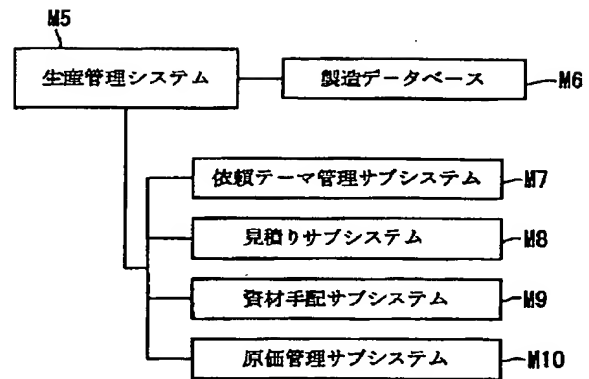 M5
生産管理システム
製造データベース
M6
依頼テーマ管理サブシステム
M7
見積りサブシステム
M8
資材手配サブシステム
M9
原価管理サブシステム
M10